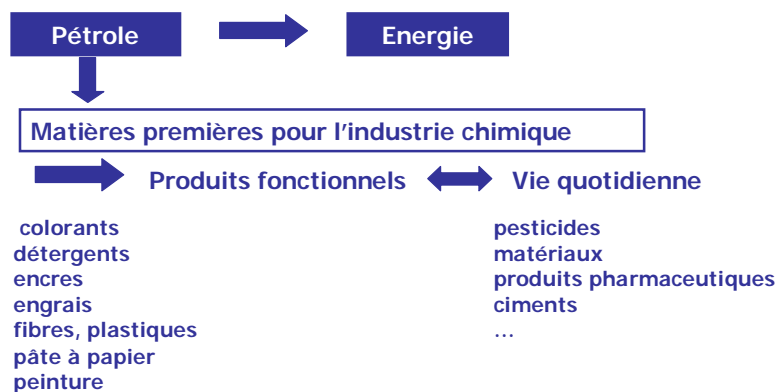 Pétrole
Energie
Matières premières pour l'industrie chimique
Produits fonctionnels
Vie quotidienne
colorants
détergents
encres
engrais
fibres, plastiques
pâte à papier
peinture
pesticides
matériaux
produits pharmaceutiques
ciments
…